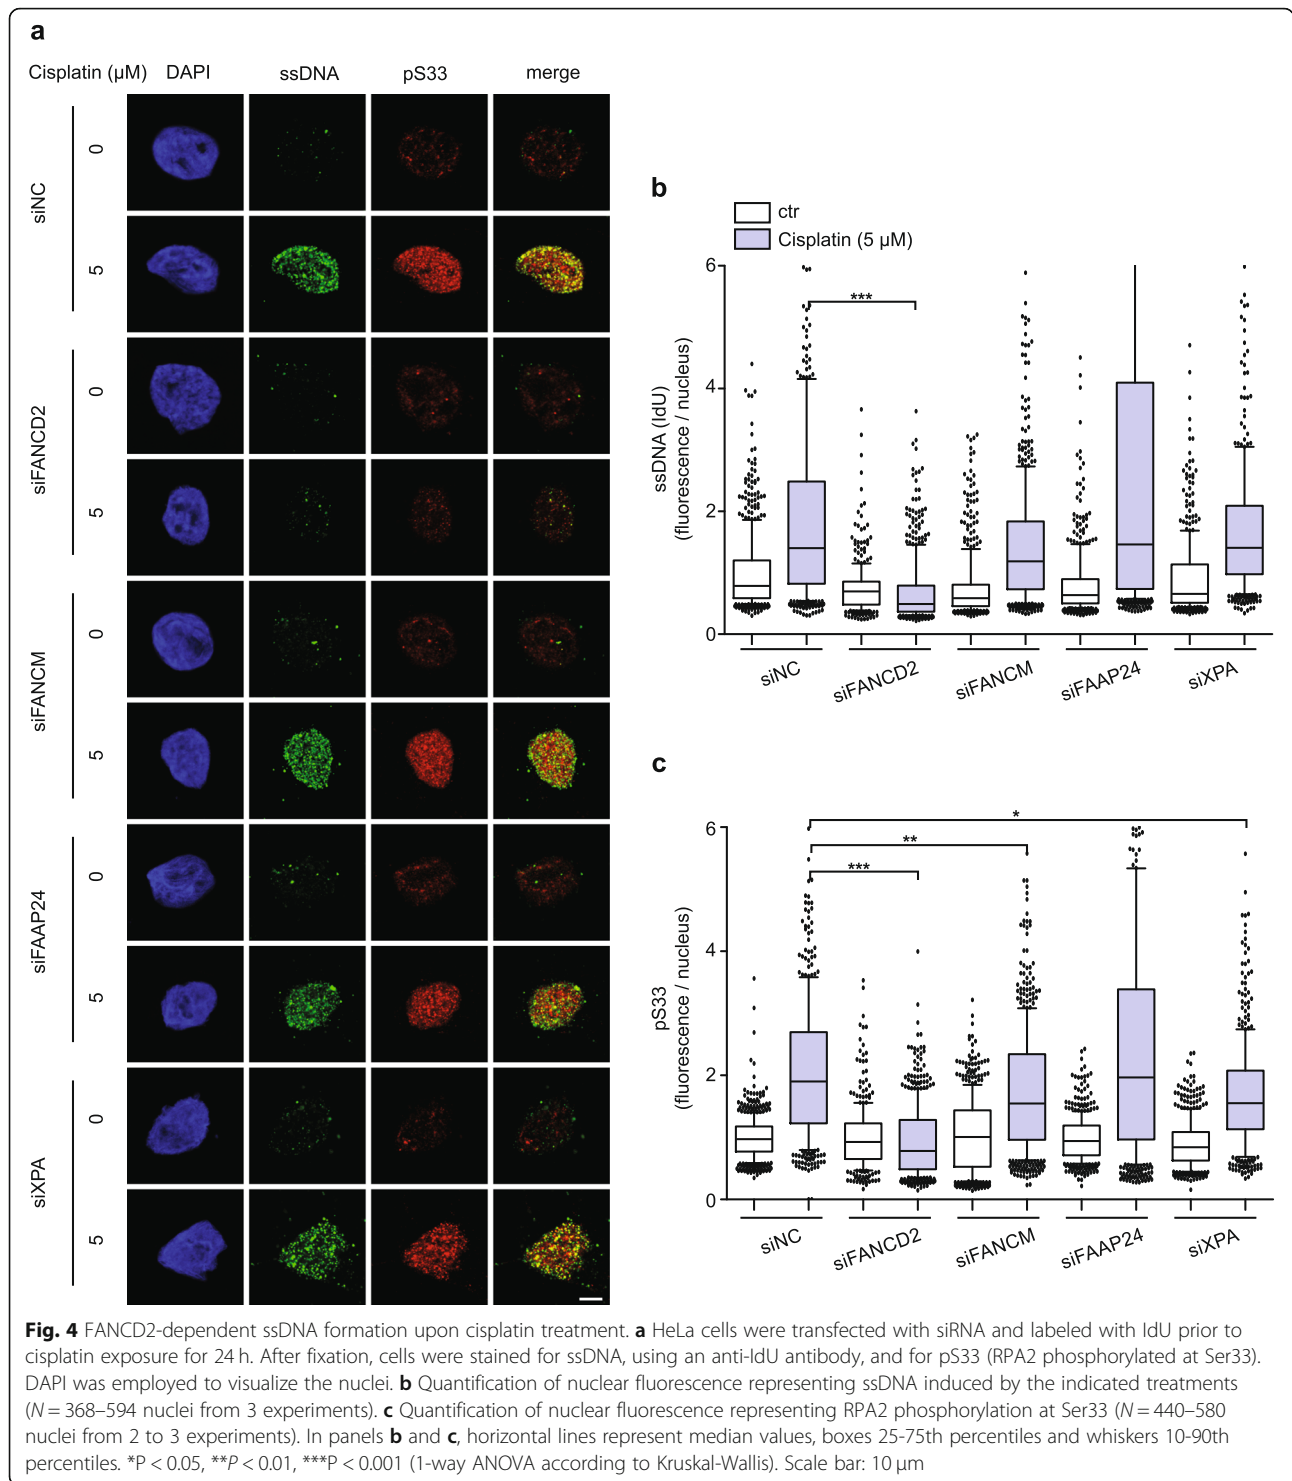 a
Cisplatin (µM) DAPI ssDNA pS33 merge
siNC
0
5
siFANCD2
0
5
siFANCM
0
5
siFAAP24
0
5
siXPA
0
5
b
ctr
Cisplatin (5 µM)
ssDNA (IdU)
(fluorescence / nucleus)
6
4
2
0
***
siNC siFANCD2 siFANCM siFAAP24 siXPA
c
pS33
(fluorescence / nucleus)
6
4
2
0
*
**
***
siNC siFANCD2 siFANCM siFAAP24 siXPA
Fig. 4 FANCD2-dependent ssDNA formation upon cisplatin treatment. a HeLa cells were transfected with siRNA and labeled with IdU prior to
cisplatin exposure for 24 h. After fixation, cells were stained for ssDNA, using an anti-IdU antibody, and for pS33 (RPA2 phosphorylated at Ser33).
DAPI was employed to visualize the nuclei. b Quantification of nuclear fluorescence representing ssDNA induced by the indicated treatments
(N = 368–594 nuclei from 3 experiments). c Quantification of nuclear fluorescence representing RPA2 phosphorylation at Ser33 (N = 440–580
nuclei from 2 to 3 experiments). In panels b and c, horizontal lines represent median values, boxes 25-75th percentiles and whiskers 10-90th
percentiles. *P < 0.05, **P < 0.01, ***P < 0.001 (1-way ANOVA according to Kruskal-Wallis). Scale bar: 10 µm